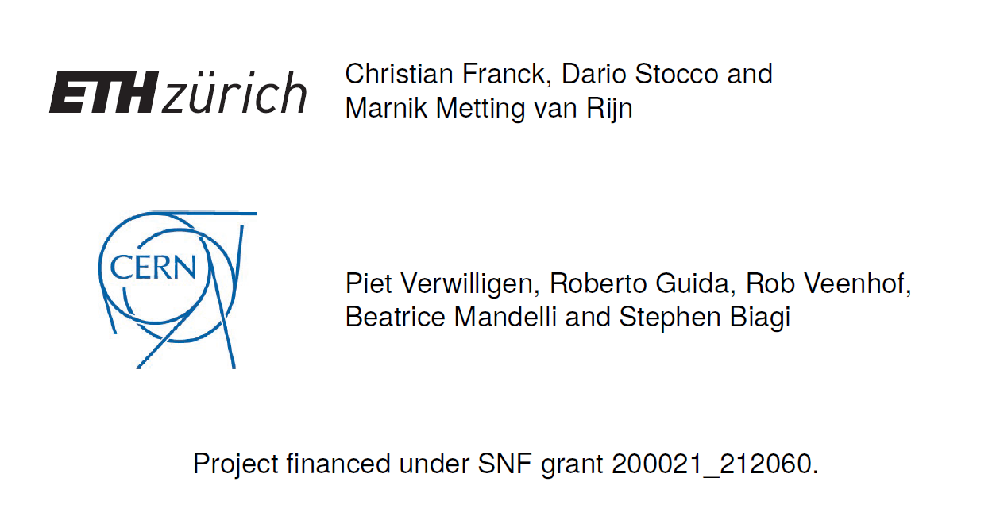 ETH zürich
Christian Franck, Dario Stocco and
Marnik Metting van Rijn
CERN
Piet Verwilligen, Roberto Guida, Rob Veenhof,
Beatrice Mandelli and Stephen Biagi
Project financed under SNF grant 200021_212060.